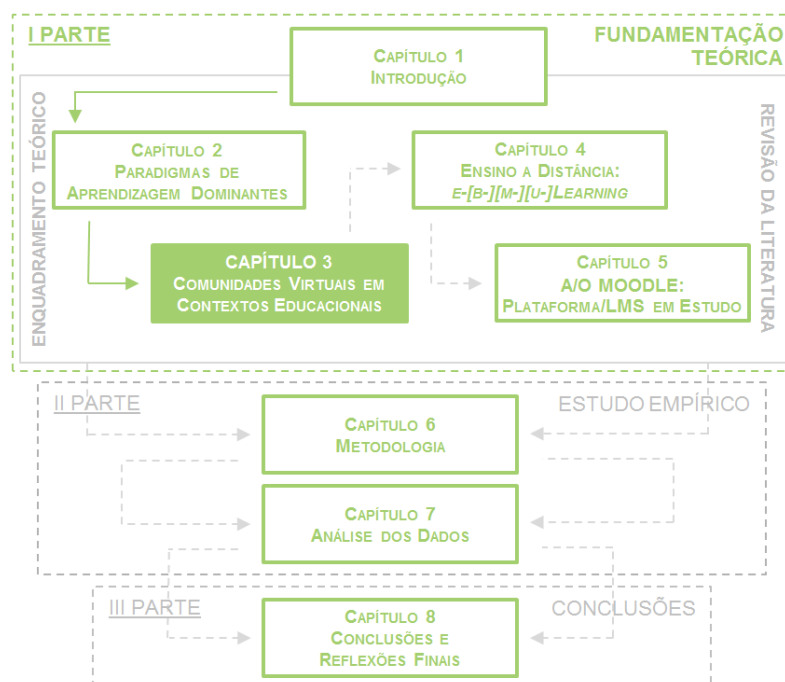 I PARTE
FUNDAMENTAÇÃO
TEÓRICA
CAPÍTULO 1
INTRODUÇÃO
ENQUADRAMENTO TEÓRICO
REVISÃO DA LITERATURA
CAPÍTULO 2
PARADIGMAS DE
APRENDIZAGEM DOMINANTES
CAPÍTULO 4
ENSINO A DISTÂNCIA:
E-[B-][M-][U-]LEARNING
CAPÍTULO 3
COMUNIDADES VIRTUAIS EM
CONTEXTOS EDUCACIONAIS
CAPÍTULO 5
A/O MOODLE:
PLATAFORMA/LMS EM ESTUDO
II PARTE
ESTUDO EMPÍRICO
CAPÍTULO 6
METODOLOGIA
CAPÍTULO 7
ANÁLISE DOS DADOS
III PARTE
CONCLUSÕES
CAPÍTULO 8
CONCLUSÕES E
REFLEXÕES FINAIS